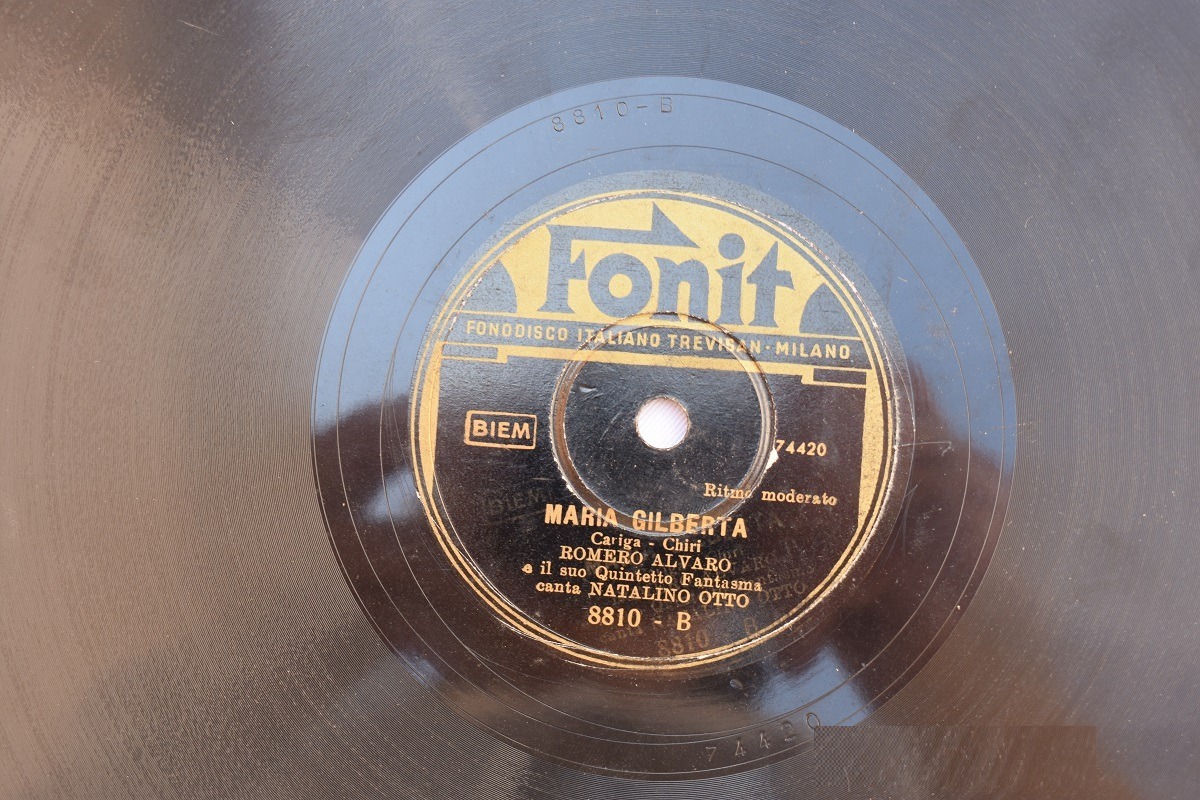 8810-B
Fonit
FONODISCO ITALIANO TREVISAN·MILANO
BIEM
74420
Ritmo moderato
MARIA GILBERTA
Cariga - Chiri
ROMERO ALVARO
e il suo Quintetto Fantasma
canta NATALINO OTTO
8810 - B
74420